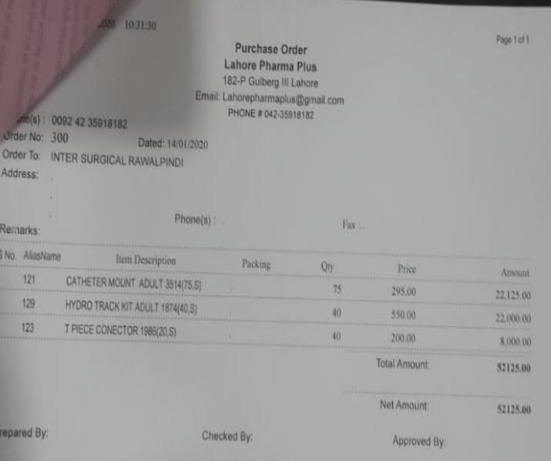 2020 10:31:30
Page 1 of 1
Purchase Order
Lahore Pharma Plus
182-P Gulberg III Lahore
Email: Lahorepharmaplus@gmail.com
PHONE # 042-35918182
ne(s) : 0092 42 35918182
Order No: 300 Dated: 14/01/2020
Order To: INTER SURGICAL RAWALPINDI
Address:
Phone(s) : Fax :
Remarks:
S No. AliasName Item Description Packing Qty Price Amount
121 CATHETER MOUNT ADULT 3514(75,S) 75 295.00 22,125.00
129 HYDRO TRACK KIT ADULT 1874(40,S) 40 550.00 22,000.00
123 T PIECE CONECTOR 1986(20,S) 40 200.00 8,000.00
Total Amount: 52125.00
Net Amount: 52125.00
repared By: Checked By: Approved By: